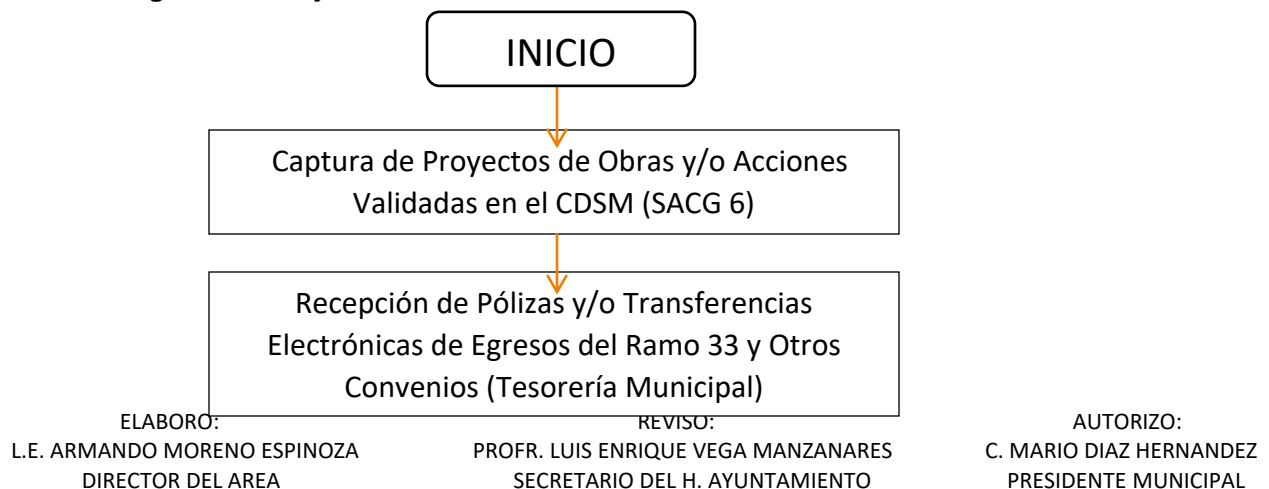 INICIO
Captura de Proyectos de Obras y/o Acciones
Validadas en el CDSM (SACG 6)
Recepción de Pólizas y/o Transferencias
Electrónicas de Egresos del Ramo 33 y Otros
Convenios (Tesorería Municipal)
ELABORO:
L.E. ARMANDO MORENO ESPINOZA
DIRECTOR DEL AREA
REVISO:
PROFR. LUIS ENRIQUE VEGA MANZANARES
SECRETARIO DEL H. AYUNTAMIENTO
AUTORIZO:
C. MARIO DIAZ HERNANDEZ
PRESIDENTE MUNICIPAL